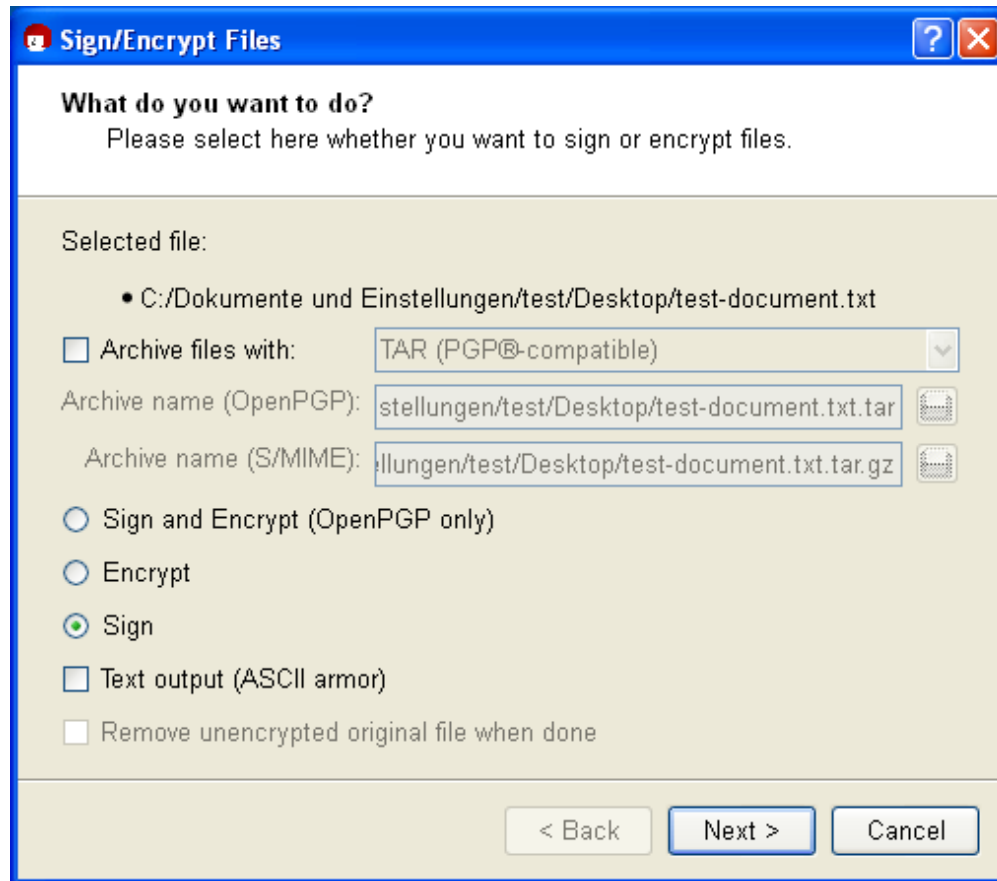 Sign/Encrypt Files
What do you want to do?
Please select here whether you want to sign or encrypt files.
Selected file:
• C:/Dokumente und Einstellungen/test/Desktop/test-document.txt
Archive files with: TAR (PGP®-compatible)
Archive name (OpenPGP): stellungen/test/Desktop/test-document.txt.tar
Archive name (S/MIME): llungen/test/Desktop/test-document.txt.tar.gz
Sign and Encrypt (OpenPGP only)
Encrypt
Sign
Text output (ASCII armor)
Remove unencrypted original file when done
< Back Next > Cancel